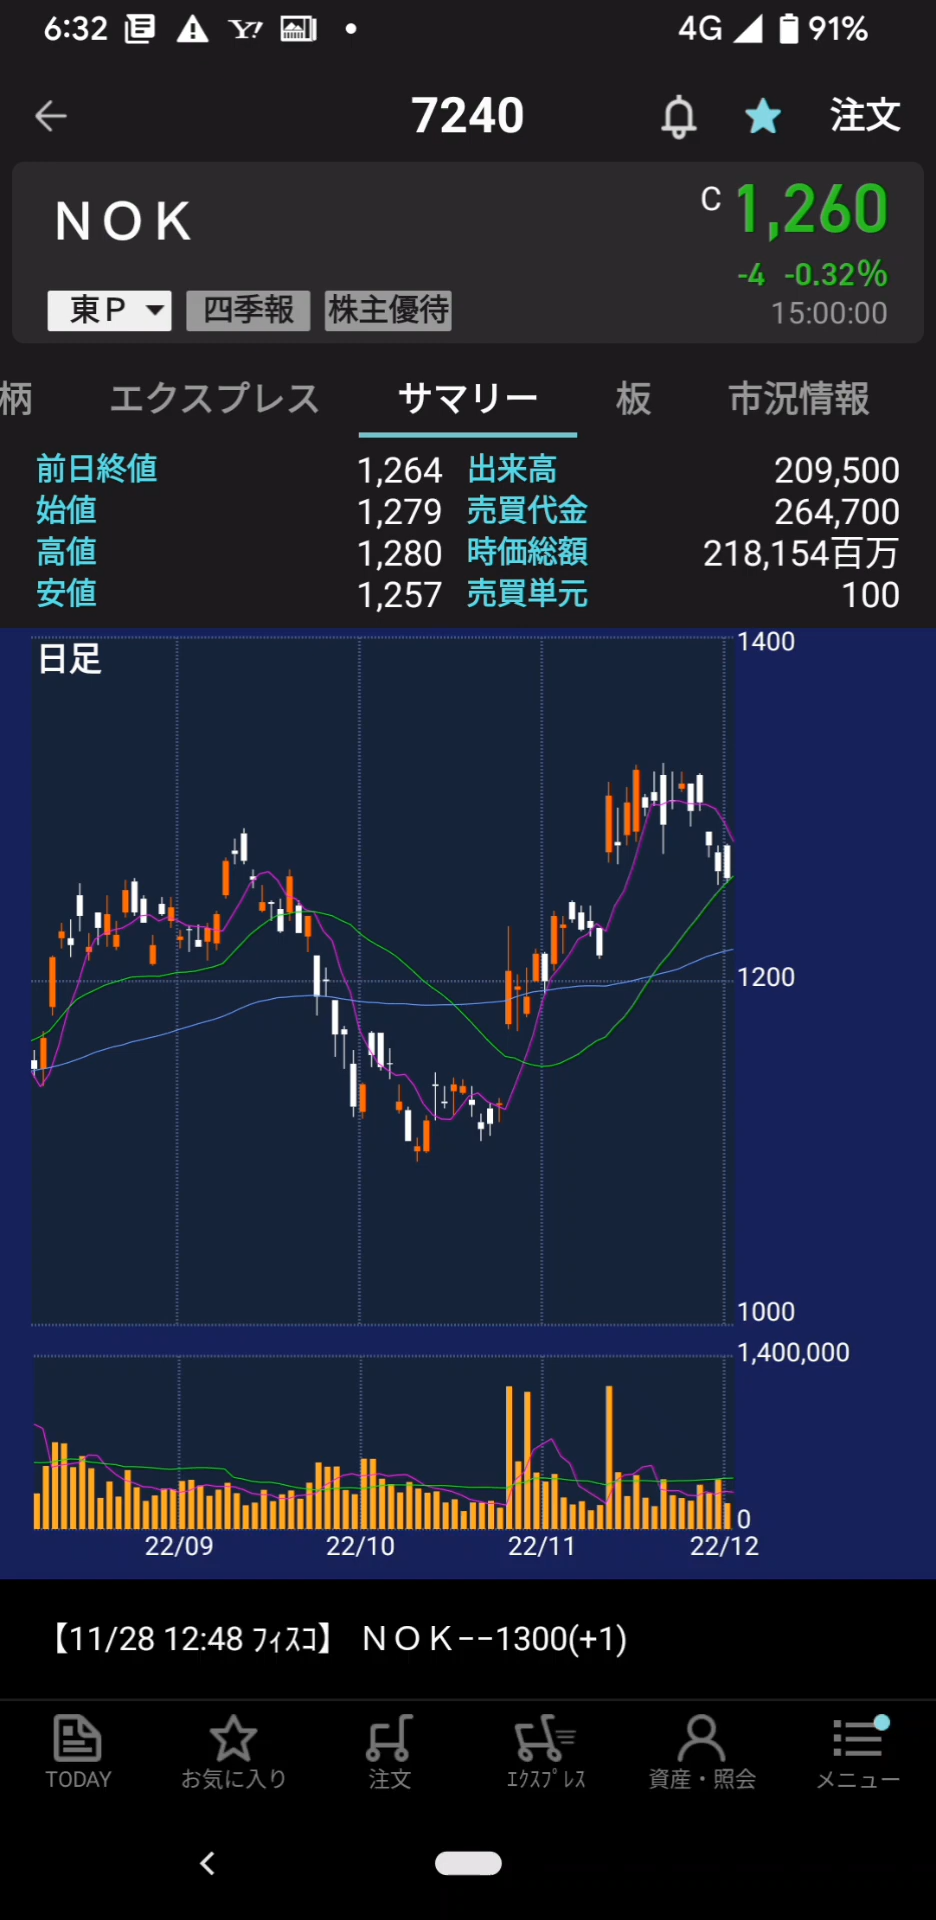 6:32 Y! 4G 91%
7240 注文
ＮＯＫ C 1,260
-4 -0.32%
東Ｐ 四季報 株主優待 15:00:00
柄 エクスプレス サマリー 板 市況情報
前日終値 1,264 出来高 209,500
始値 1,279 売買代金 264,700
高値 1,280 時価総額 218,154百万
安値 1,257 売買単元 100
日足
1400
1200
1000
1,400,000
0
22/09 22/10 22/11 22/12
【11/28 12:48 ﾌｨｽｺ】 ＮＯＫ--1300(+1)
TODAY お気に入り 注文 ｴｸｽﾌﾟﾚｽ 資産・照会 メニュー